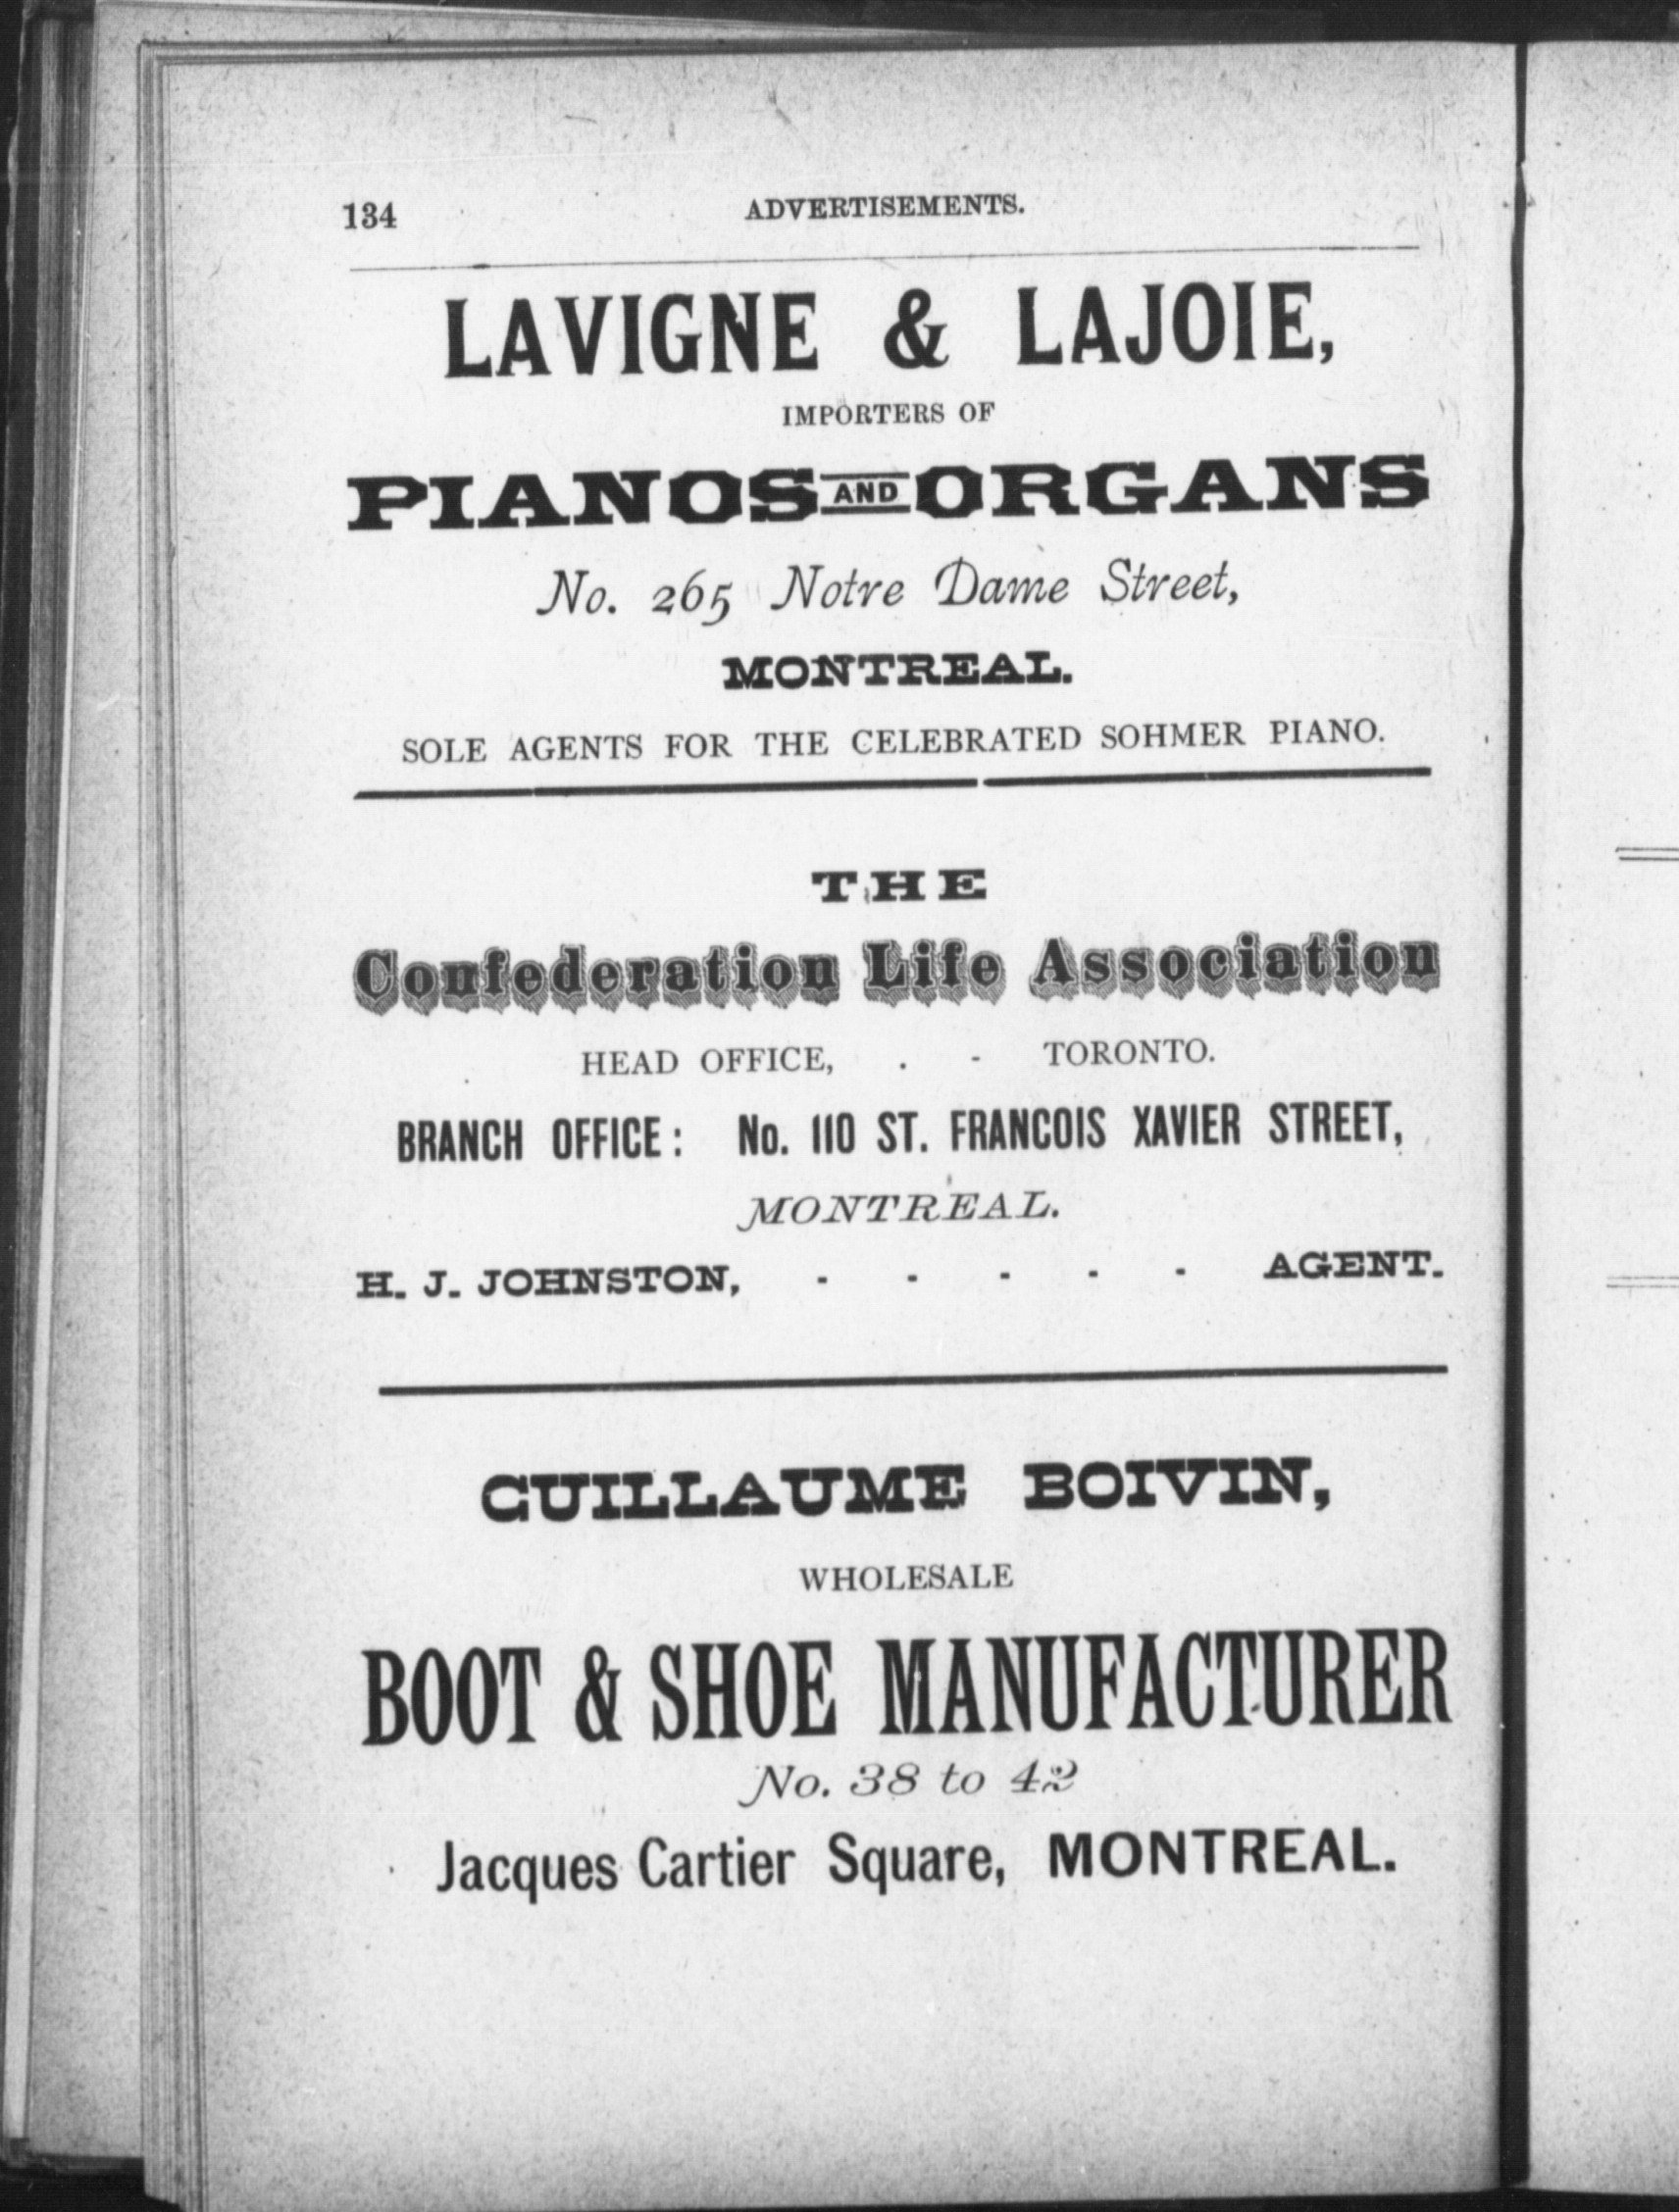 134 ADVERTISEMENTS.
LAVIGNE & LAJOIE,
IMPORTERS OF
PIANOS AND ORGANS
No. 265 Notre Dame Street,
MONTREAL.
SOLE AGENTS FOR THE CELEBRATED SOHMER PIANO.
THE
Confederation Life Association
HEAD OFFICE, . - TORONTO.
BRANCH OFFICE: No. 110 ST. FRANCOIS XAVIER STREET,
MONTREAL.
H. J. JOHNSTON, - - - - - AGENT.
GUILLAUME BOIVIN,
WHOLESALE
BOOT & SHOE MANUFACTURER
No. 38 to 42
Jacques Cartier Square, MONTREAL.